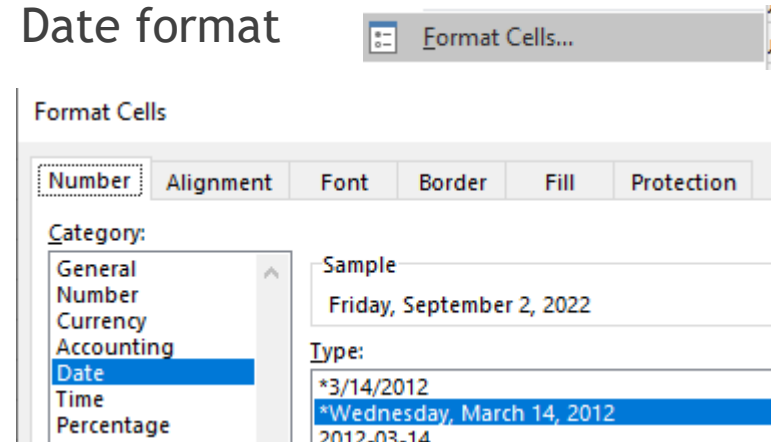 Date format
Format Cells...
Format Cells
Number Alignment Font Border Fill Protection
Category:
General
Number
Currency
Accounting
Date
Time
Percentage
Sample
Friday, September 2, 2022
Type:
*3/14/2012
*Wednesday, March 14, 2012
2012-03-14